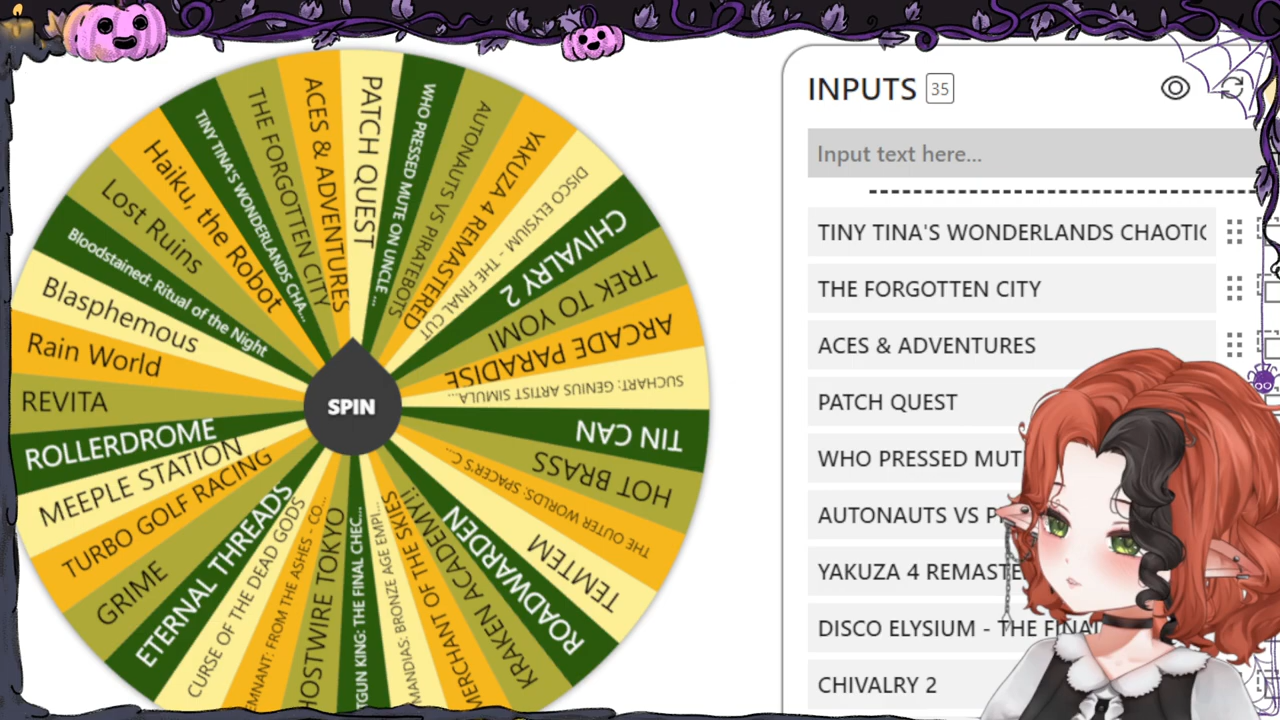 PATCH QUEST
WHO PRESSED MUTE ON UNCLE ...
AUTONAUTS VS PIRATEBOTS
YAKUZA 4 REMASTERED
DISCO ELYSIUM - THE FINAL CUT
CHIVALRY 2
TREK TO YOMI
ARCADE PARADISE
SUCHART: GENIUS ARTIST SIMULA...
TIN CAN
HOT BRASS
THE OUTER WORLDS: SPACER'S C...
TEMTEM
ROADWARDEN
KRAKEN ACADEMY!!
MERCHANT OF THE SKIES
MANDIAS: BRONZE AGE EMPI...
TGUN KING: THE FINAL CHEC...
HOSTWIRE TOKYO
EMNANT: FROM THE ASHES - CO...
CURSE OF THE DEAD GODS
ETERNAL THREADS
GRIME
TURBO GOLF RACING
MEEPLE STATION
ROLLERDROME
REVITA
Rain World
Blasphemous
Bloodstained: Ritual of the Night
Lost Ruins
Haiku, the Robot
TINY TINA'S WONDERLANDS CHA...
THE FORGOTTEN CITY
ACES & ADVENTURES
SPIN
INPUTS 35
Input text here...
TINY TINA'S WONDERLANDS CHAOTIC
THE FORGOTTEN CITY
ACES & ADVENTURES
PATCH QUEST
WHO PRESSED MUT
AUTONAUTS VS P
YAKUZA 4 REMASTE
DISCO ELYSIUM - THE FINAL
CHIVALRY 2